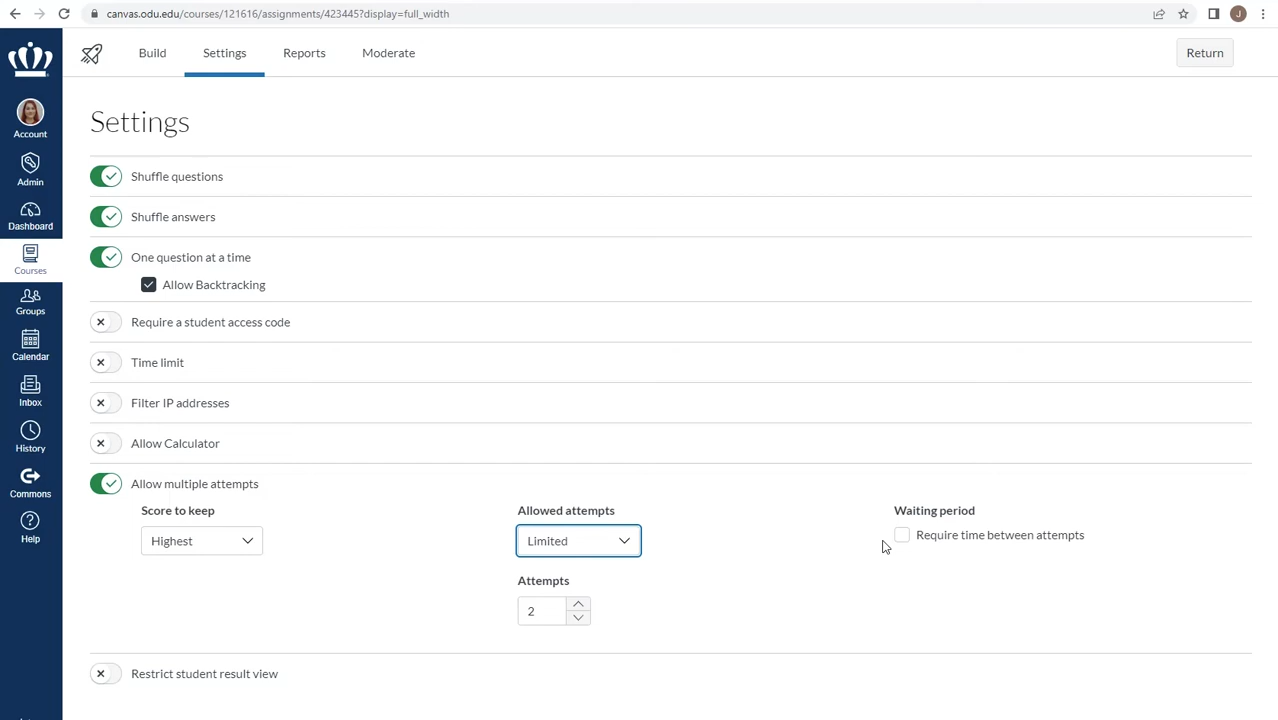 canvas.odu.edu/courses/121616/assignments/423445?display=full_width
J
Build
Settings
Reports
Moderate
Return
Account
Admin
Dashboard
Courses
Groups
Calendar
Inbox
History
Commons
Help
Settings
Shuffle questions
Shuffle answers
One question at a time
Allow Backtracking
Require a student access code
Time limit
Filter IP addresses
Allow Calculator
Allow multiple attempts
Score to keep
Highest
Allowed attempts
Limited
Attempts
2
Waiting period
Require time between attempts
Restrict student result view